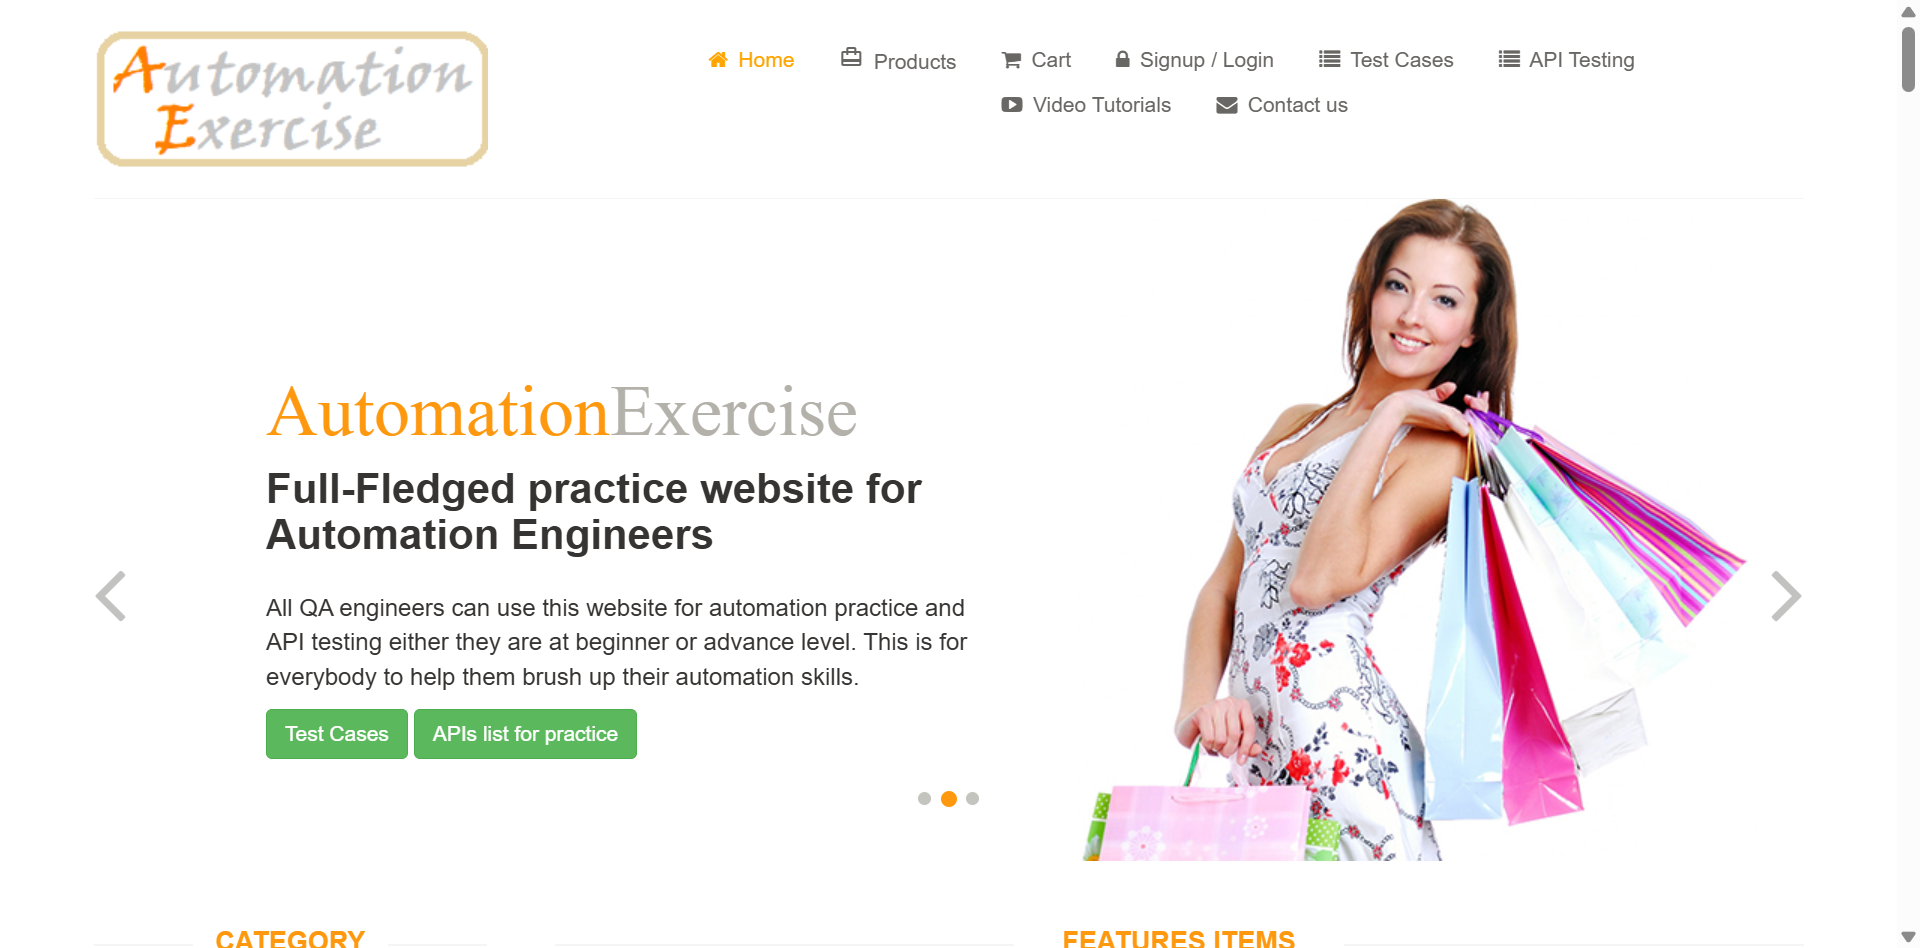 Automation
Exercise
Home
Products
Cart
Signup / Login
Test Cases
API Testing
Video Tutorials
Contact us
AutomationExercise
Full-Fledged practice website for
Automation Engineers
All QA engineers can use this website for automation practice and
API testing either they are at beginner or advance level. This is for
everybody to help them brush up their automation skills.
Test Cases
APIs list for practice
CATEGORY
FEATURES ITEMS